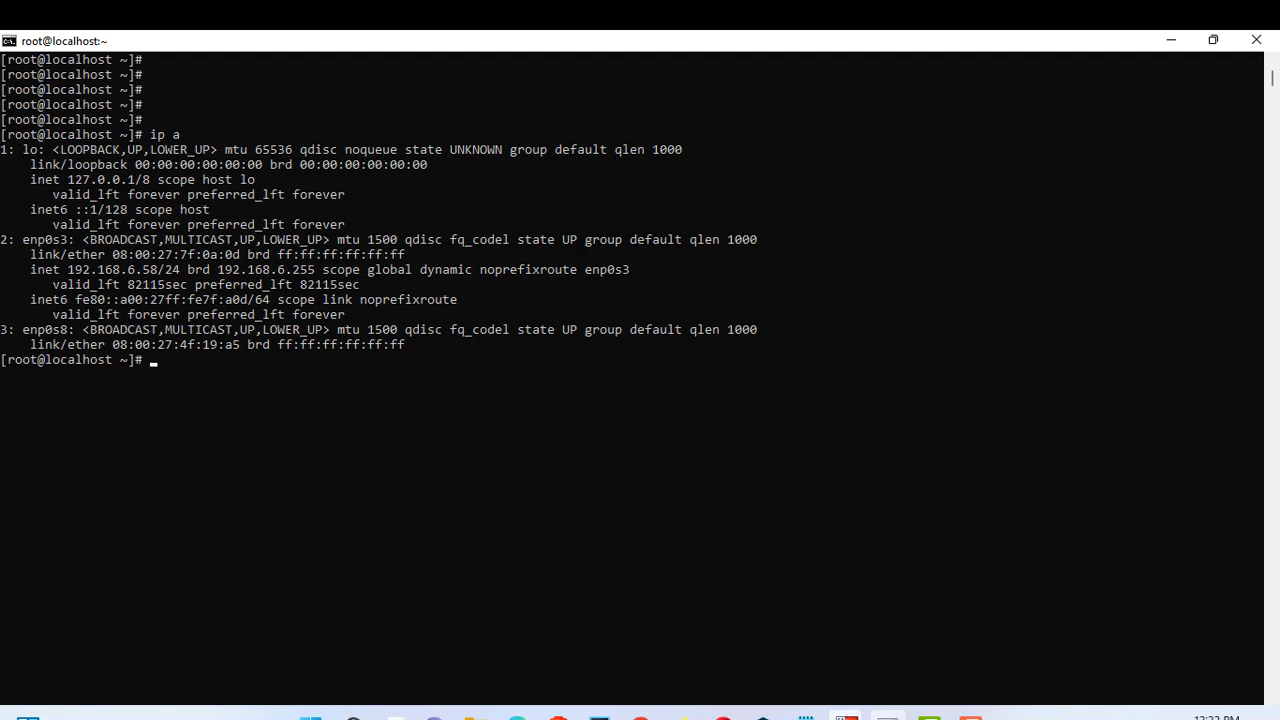 root@localhost:~
[root@localhost ~]#
[root@localhost ~]#
[root@localhost ~]#
[root@localhost ~]#
[root@localhost ~]#
[root@localhost ~]# ip a
1: lo: <LOOPBACK,UP,LOWER_UP> mtu 65536 qdisc noqueue state UNKNOWN group default qlen 1000
    link/loopback 00:00:00:00:00:00 brd 00:00:00:00:00:00
    inet 127.0.0.1/8 scope host lo
       valid_lft forever preferred_lft forever
    inet6 ::1/128 scope host
       valid_lft forever preferred_lft forever
2: enp0s3: <BROADCAST,MULTICAST,UP,LOWER_UP> mtu 1500 qdisc fq_codel state UP group default qlen 1000
    link/ether 08:00:27:7f:0a:0d brd ff:ff:ff:ff:ff:ff
    inet 192.168.6.58/24 brd 192.168.6.255 scope global dynamic noprefixroute enp0s3
       valid_lft 82115sec preferred_lft 82115sec
    inet6 fe80::a00:27ff:fe7f:a0d/64 scope link noprefixroute
       valid_lft forever preferred_lft forever
3: enp0s8: <BROADCAST,MULTICAST,UP,LOWER_UP> mtu 1500 qdisc fq_codel state UP group default qlen 1000
    link/ether 08:00:27:4f:19:a5 brd ff:ff:ff:ff:ff:ff
[root@localhost ~]#